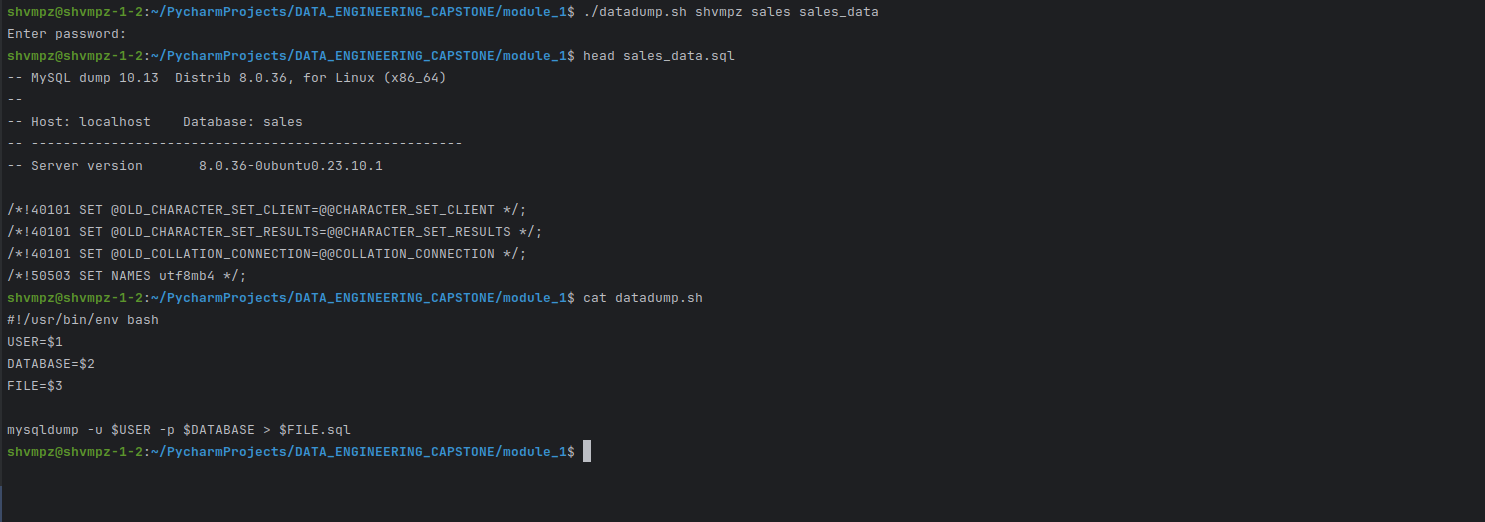 shvmpz@shvmpz-1-2:~/PycharmProjects/DATA_ENGINEERING_CAPSTONE/module_1$ ./datadump.sh shvmpz sales sales_data
Enter password:
shvmpz@shvmpz-1-2:~/PycharmProjects/DATA_ENGINEERING_CAPSTONE/module_1$ head sales_data.sql
-- MySQL dump 10.13  Distrib 8.0.36, for Linux (x86_64)
--
-- Host: localhost    Database: sales
-- ------------------------------------------------------
-- Server version       8.0.36-0ubuntu0.23.10.1

/*!40101 SET @OLD_CHARACTER_SET_CLIENT=@@CHARACTER_SET_CLIENT */;
/*!40101 SET @OLD_CHARACTER_SET_RESULTS=@@CHARACTER_SET_RESULTS */;
/*!40101 SET @OLD_COLLATION_CONNECTION=@@COLLATION_CONNECTION */;
/*!50503 SET NAMES utf8mb4 */;
shvmpz@shvmpz-1-2:~/PycharmProjects/DATA_ENGINEERING_CAPSTONE/module_1$ cat datadump.sh
#!/usr/bin/env bash
USER=$1
DATABASE=$2
FILE=$3

mysqldump -u $USER -p $DATABASE > $FILE.sql
shvmpz@shvmpz-1-2:~/PycharmProjects/DATA_ENGINEERING_CAPSTONE/module_1$